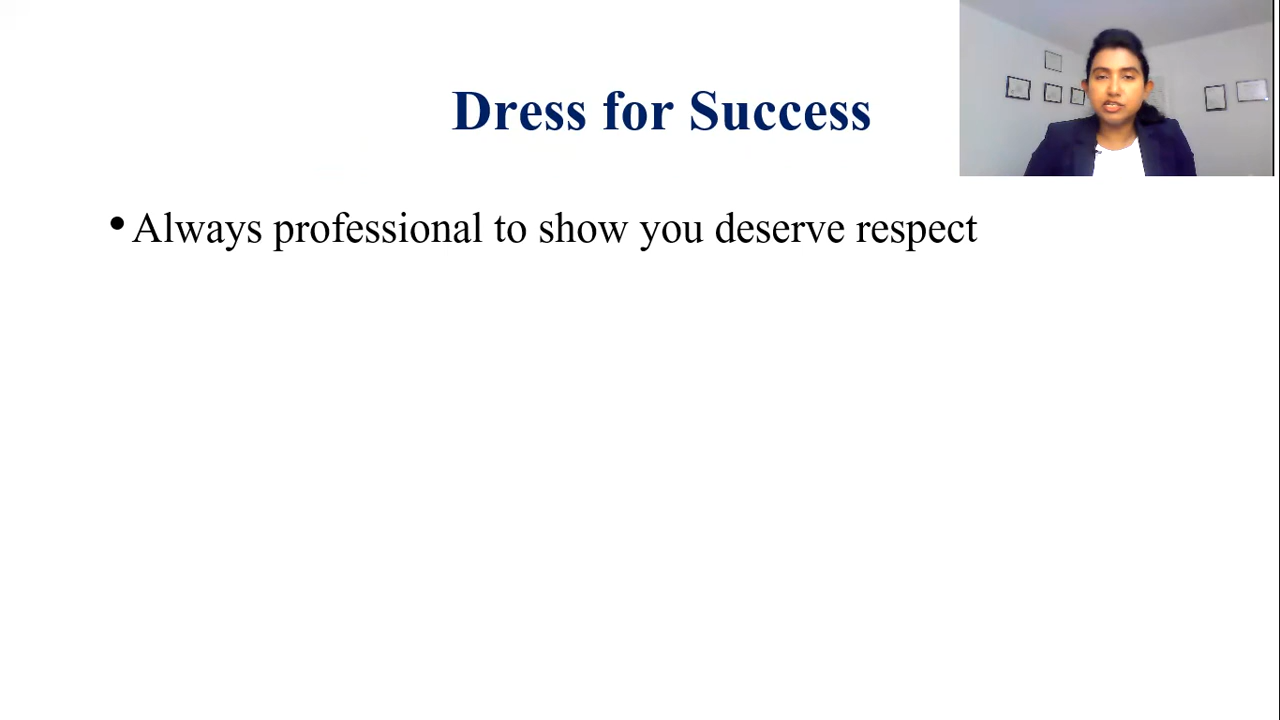 Dress for Success
• Always professional to show you deserve respect